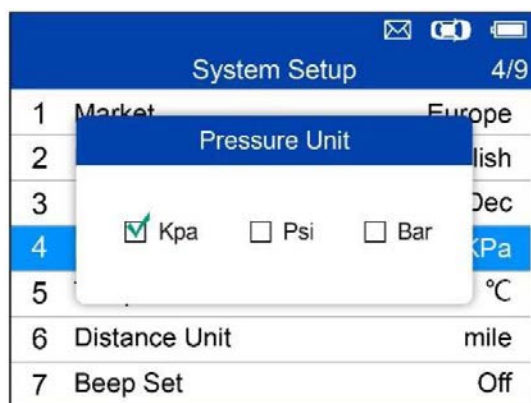 System Setup 4/9
1 Market Europe
Pressure Unit
2 lish
3 Dec
Kpa Psi Bar
4 KPa
5 °C
6 Distance Unit mile
7 Beep Set Off